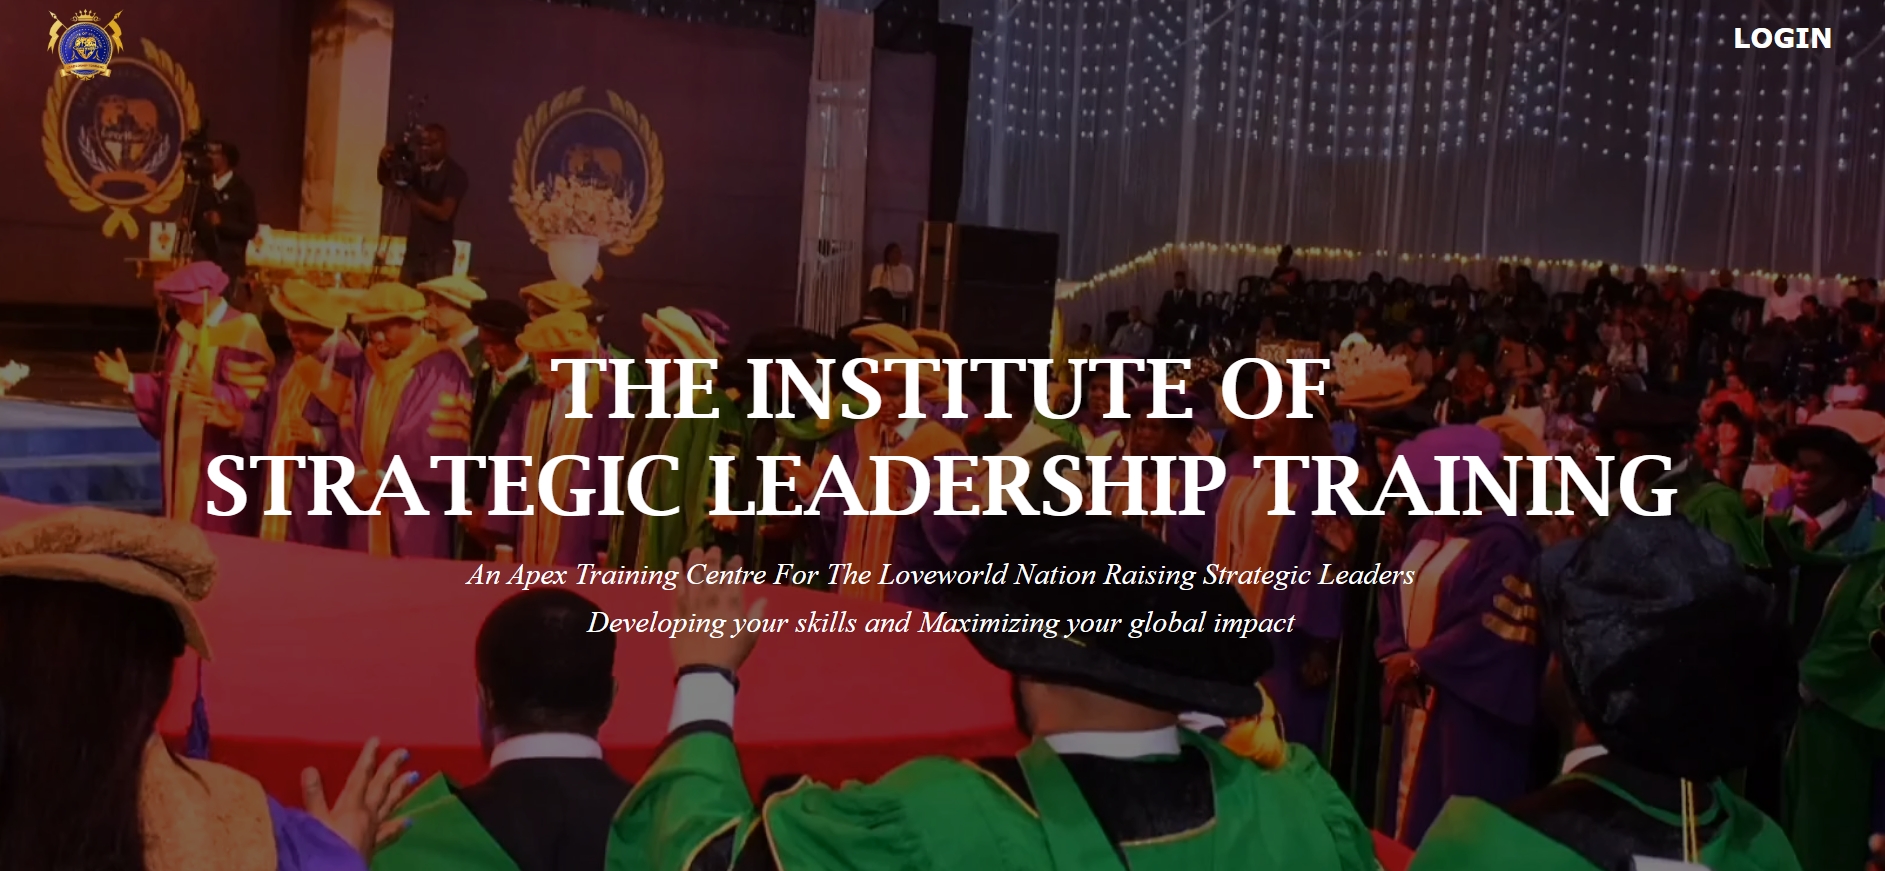 LOGIN
THE INSTITUTE OF
STRATEGIC LEADERSHIP TRAINING
An Apex Training Centre For The Loveworld Nation Raising Strategic Leaders
Developing your skills and Maximizing your global impact